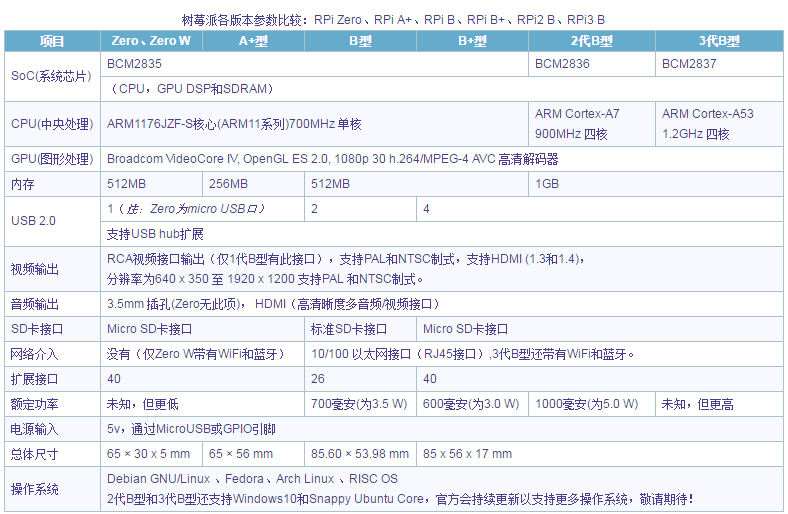 树莓派各版本参数比较：RPi Zero、RPi A+、RPi B、RPi B+、RPi2 B、RPi3 B
项目 Zero、Zero W A+型 B型 B+型 2代B型 3代B型
SoC(系统芯片) BCM2835 BCM2836 BCM2837
（CPU，GPU DSP和SDRAM）
CPU(中央处理) ARM1176JZF-S核心(ARM11系列)700MHz 单核 ARM Cortex-A7 ARM Cortex-A53
900MHz 四核 1.2GHz 四核
GPU(图形处理) Broadcom VideoCore IV, OpenGL ES 2.0, 1080p 30 h.264/MPEG-4 AVC 高清解码器
内存 512MB 256MB 512MB 1GB
USB 2.0 1（注：Zero为micro USB口） 2 4
支持USB hub扩展
视频输出 RCA视频接口输出（仅1代B型有此接口），支持PAL和NTSC制式，支持HDMI (1.3和1.4)，
分辨率为640 x 350 至 1920 x 1200 支持PAL 和NTSC制式。
音频输出 3.5mm 插孔(Zero无此项)， HDMI（高清晰度多音频/视频接口）
SD卡接口 Micro SD卡接口 标准SD卡接口 Micro SD卡接口
网络介入 没有（仅Zero W带有WiFi和蓝牙） 10/100 以太网接口（RJ45接口）,3代B型还带有WiFi和蓝牙。
扩展接口 40 26 40
额定功率 未知，但更低 700毫安(为3.5 W) 600毫安(为3.0 W) 1000毫安(为5.0 W) 未知，但更高
电源输入 5v，通过MicroUSB或GPIO引脚
总体尺寸 65 × 30 x 5 mm 65 × 56 mm 85.60 × 53.98 mm 85 x 56 x 17 mm
操作系统 Debian GNU/Linux 、Fedora、Arch Linux 、RISC OS
2代B型和3代B型还支持Windows10和Snappy Ubuntu Core，官方会持续更新以支持更多操作系统，敬请期待！